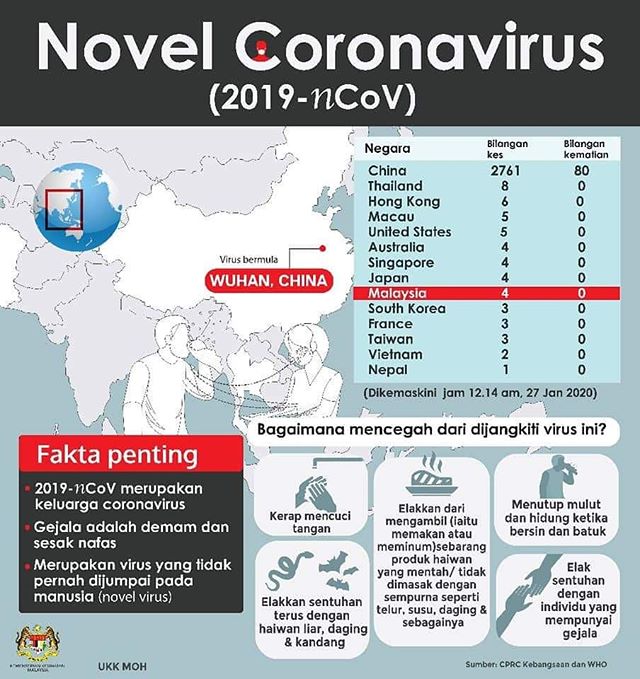 Novel Coronavirus
(2019-nCoV)
Negara Bilangan kes Bilangan kematian
China 2761 80
Thailand 8 0
Hong Kong 6 0
Macau 5 0
United States 5 0
Australia 4 0
Singapore 4 0
Japan 4 0
Malaysia 4 0
South Korea 3 0
France 3 0
Taiwan 3 0
Vietnam 2 0
Nepal 1 0
(Dikemaskini jam 12.14 am, 27 Jan 2020)
Virus bermula
WUHAN, CHINA
Fakta penting
2019-nCoV merupakan
keluarga coronavirus
Gejala adalah demam dan
sesak nafas
Merupakan virus yang tidak
pernah dijumpai pada
manusia (novel virus)
Bagaimana mencegah dari dijangkiti virus ini?
Kerap mencuci
tangan
Elakkan dari
mengambil (iaitu
memakan atau
meminum)sebarang
produk haiwan
yang mentah/ tidak
dimasak dengan
sempurna seperti
telur, susu, daging &
sebagainya
Menutup mulut
dan hidung ketika
bersin dan batuk
Elakkan sentuhan
terus dengan
haiwan liar, daging
& kandang
Elak
sentuhan
dengan
individu yang
mempunyai
gejala
KEMENTERIAN KESIHATAN
MALAYSIA
UKK MOH
Sumber: CPRC Kebangsaan dan WHO